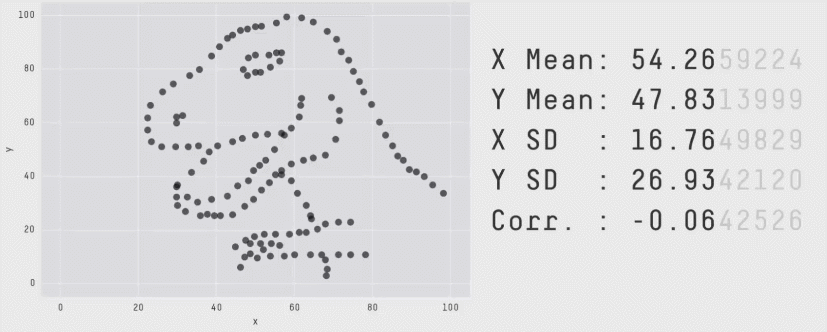 100
80
60
40
20
0
y
0 20 40 60 80 100
x
X Mean: 54.2659224
Y Mean: 47.8313999
X SD : 16.7649829
Y SD : 26.9342120
Corr. : -0.0642526